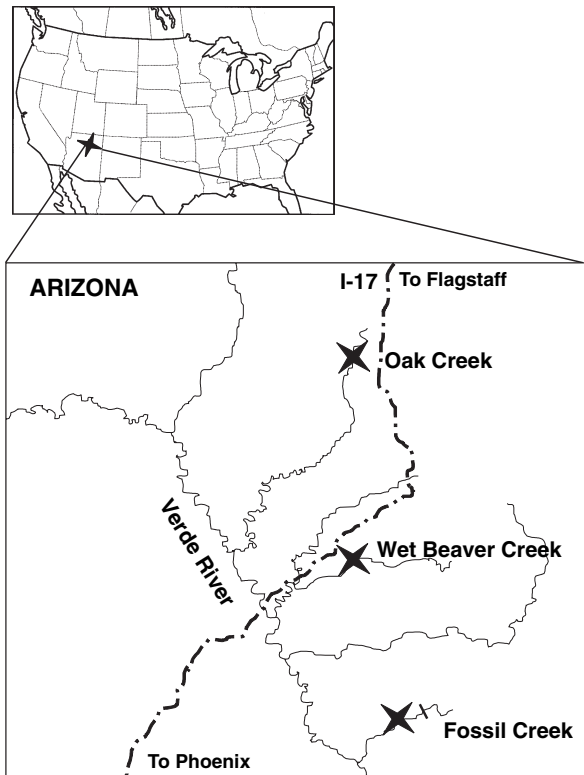 ARIZONA
I-17 To Flagstaff
Oak Creek
Verde River
Wet Beaver Creek
Fossil Creek
To Phoenix